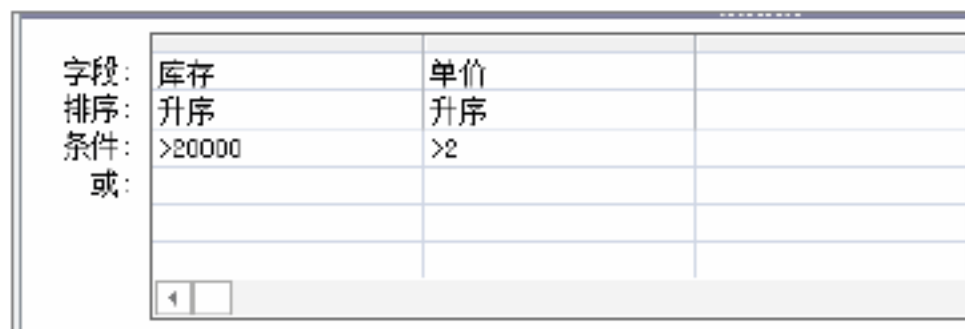 字段: 库存 单价
排序: 升序 升序
条件: >20000 >2
或: